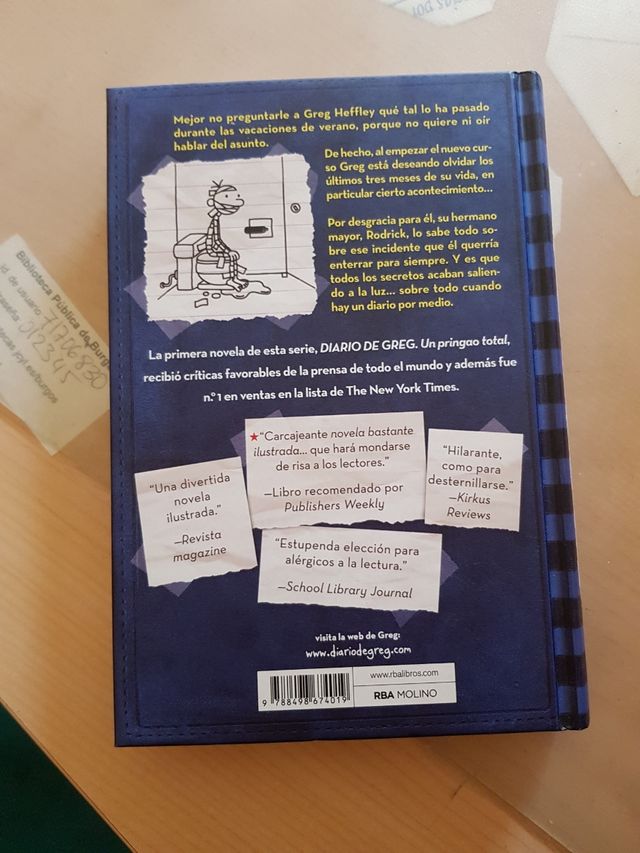 Mejor no preguntarle a Greg Heffley qué tal lo ha pasado
durante las vacaciones de verano, porque no quiere ni oír
hablar del asunto.
De hecho, al empezar el nuevo cur-
so Greg está deseando olvidar los
últimos tres meses de su vida, en
particular cierto acontecimiento...
Por desgracia para él, su hermano
mayor, Rodrick, lo sabe todo so-
bre ese incidente que él querría
enterrar para siempre. Y es que
todos los secretos acaban salien-
do a la luz... sobre todo cuando
hay un diario por medio.
La primera novela de esta serie, DIARIO DE GREG. Un pringao total,
recibió críticas favorables de la prensa de todo el mundo y además fue
n.º 1 en ventas en la lista de The New York Times.
“Carcajeante novela bastante
ilustrada... que hará mondarse
de risa a los lectores.”
—Libro recomendado por
Publishers Weekly
“Hilarante,
como para
desternillarse.”
—Kirkus
Reviews
“Una divertida
novela
ilustrada.”
—Revista
magazine
“Estupenda elección para
alérgicos a la lectura.”
—School Library Journal
visita la web de Greg:
www.diariodegreg.com
www.rbalibros.com
RBA MOLINO
9 788498 674019
Biblioteca Pública de Burg
id. de usuario
012345